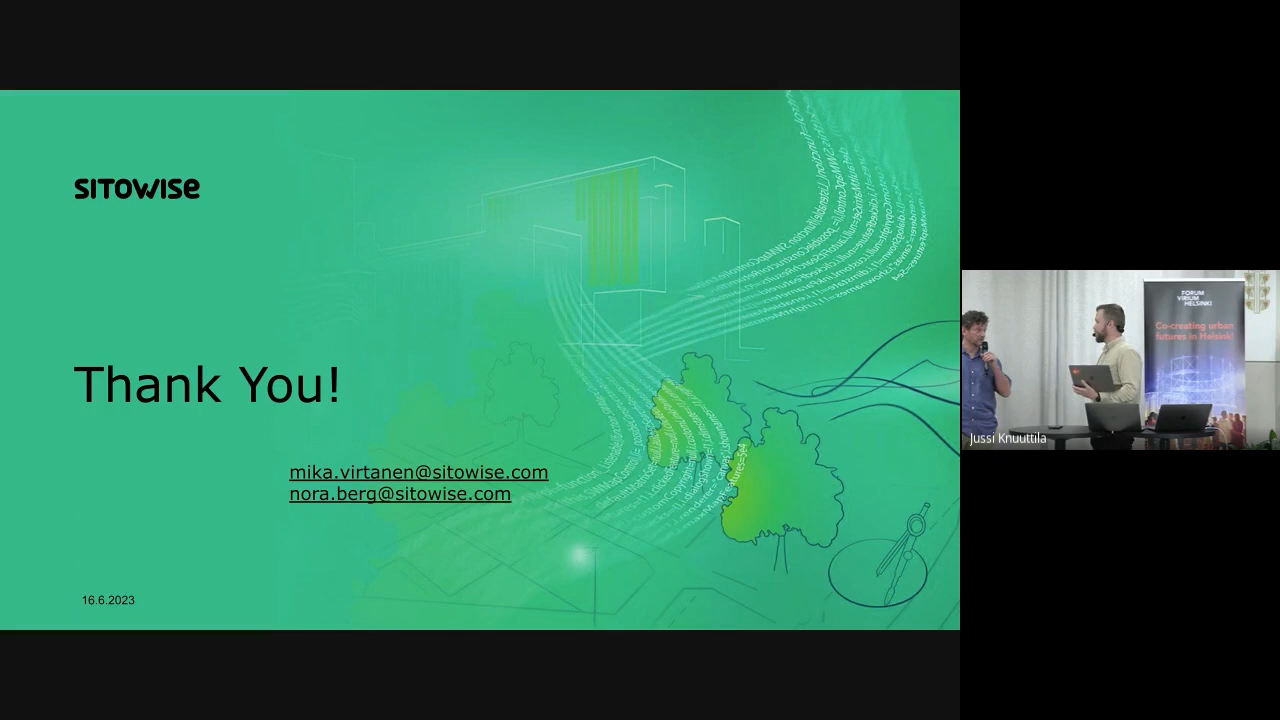 sitowise
Thank You!
mika.virtanen@sitowise.com
nora.berg@sitowise.com
16.6.2023
FORUM
VIRIUM
HELSINKI
Co-creating urban
futures in Helsinki
Jussi Knuuttila